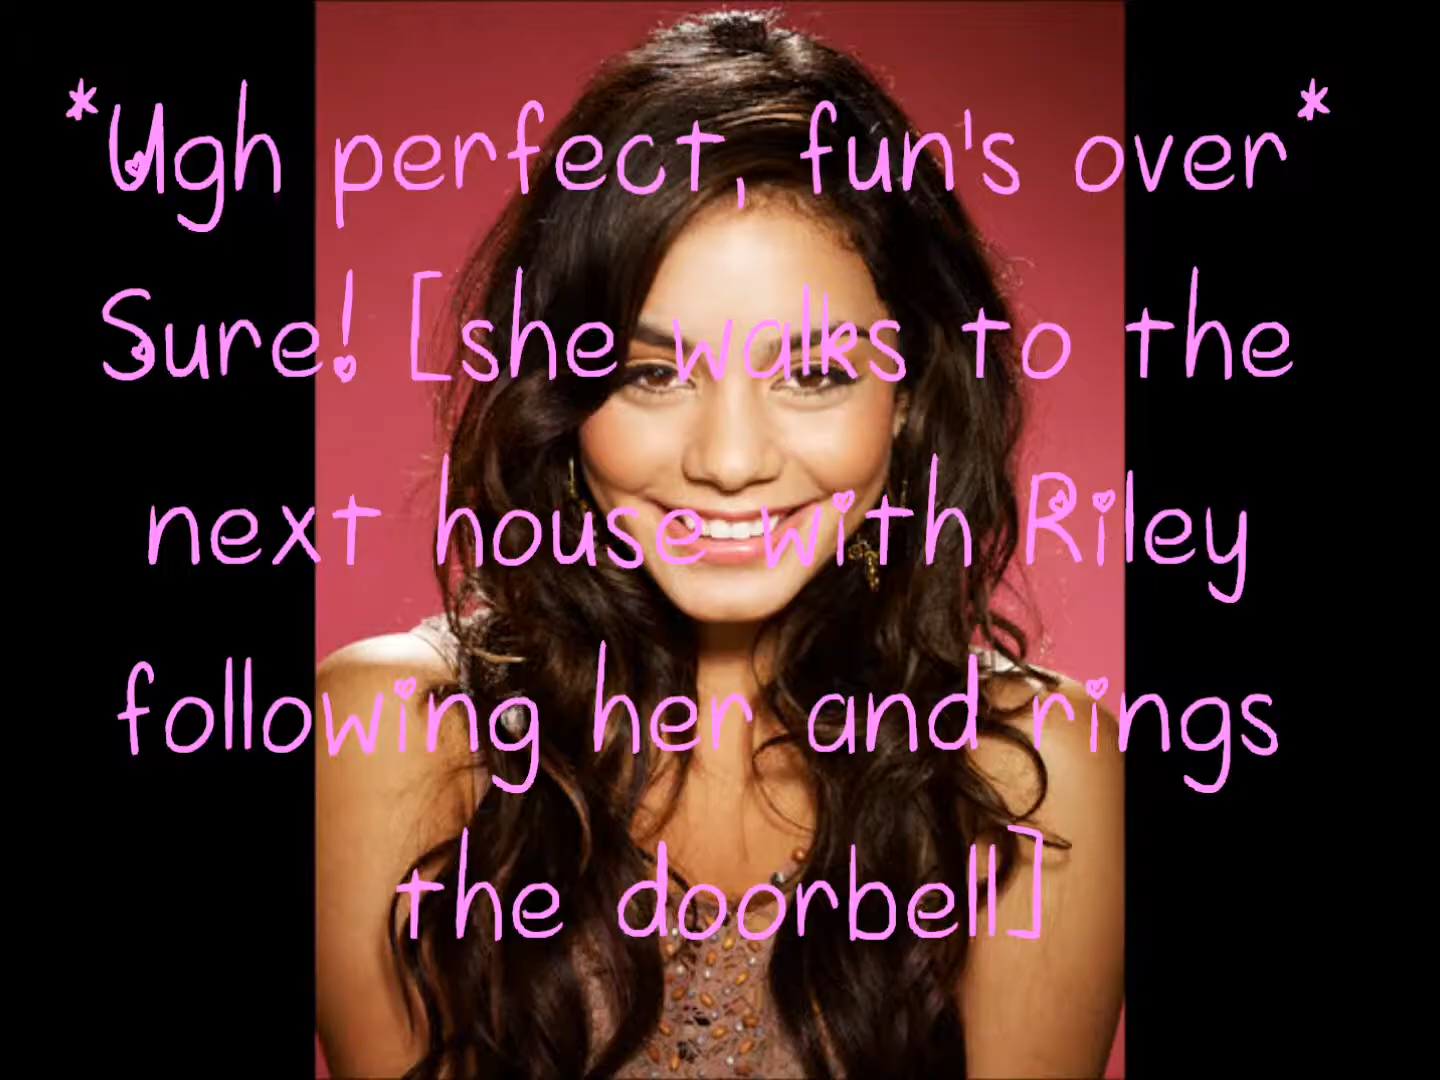 *Ugh perfect, fun's over*
Sure! [she walks to the
next house with Riley
following her and rings
the doorbell]